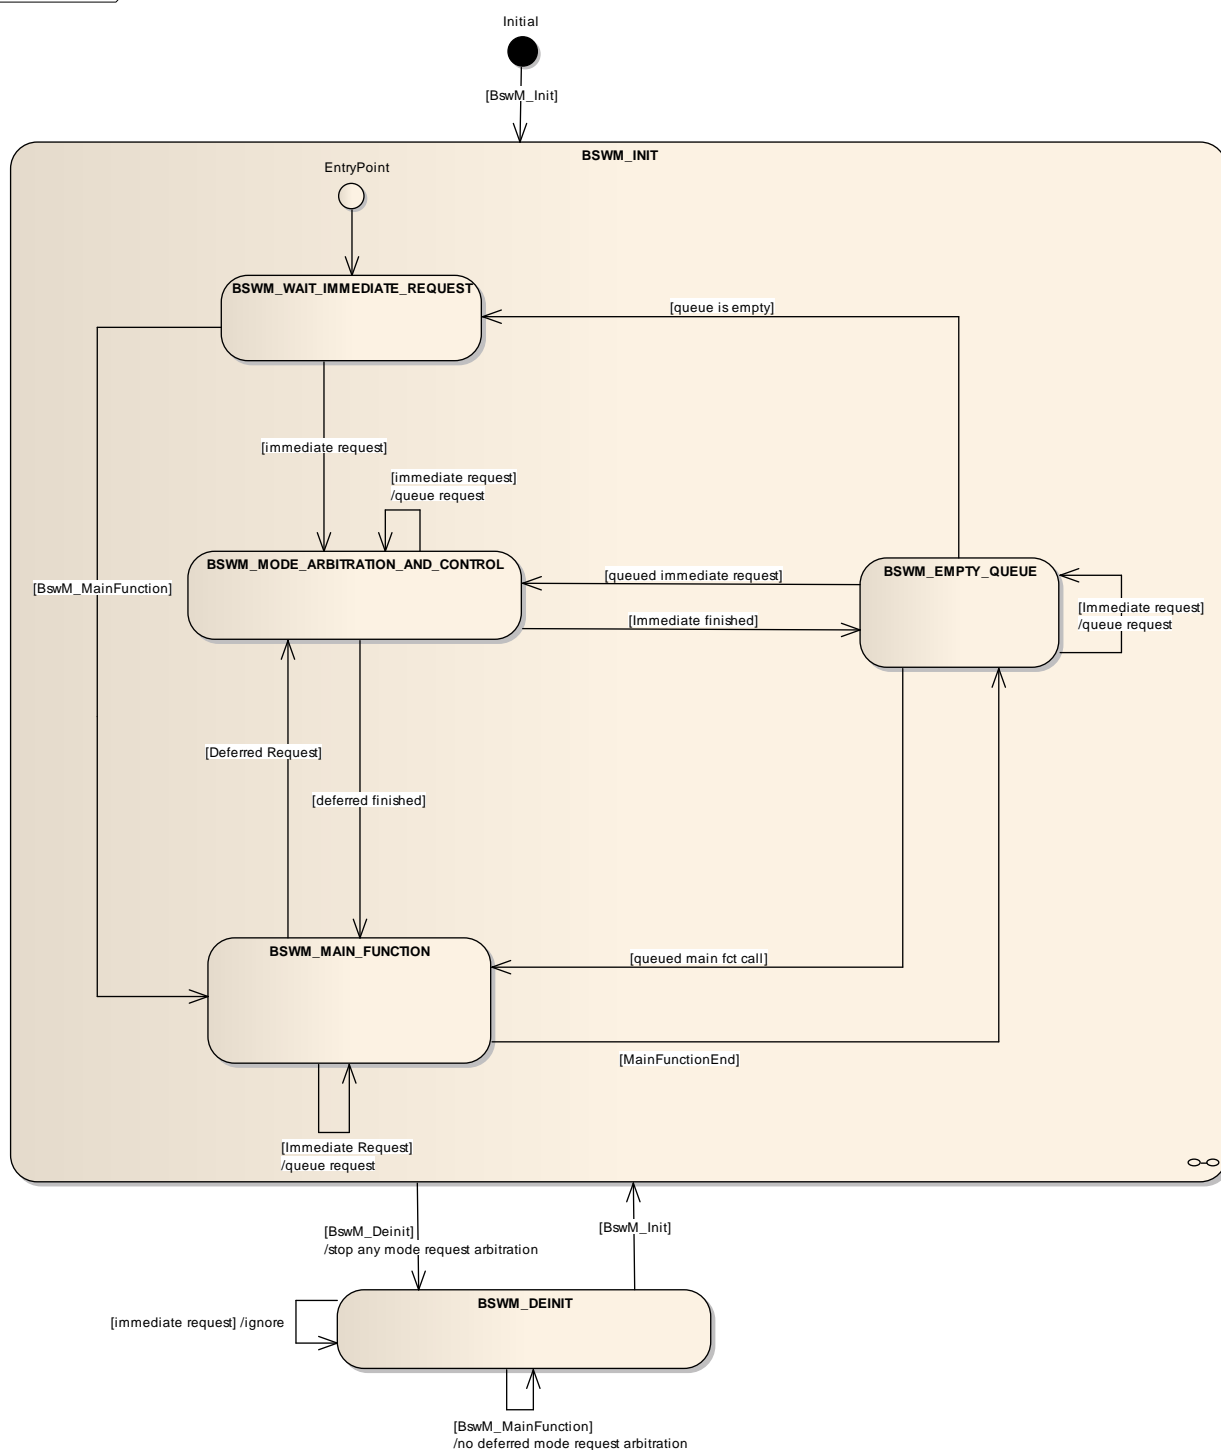 Initial
[BswM_Init]
BSWM_INIT
EntryPoint
BSWM_WAIT_IMMEDIATE_REQUEST
[queue is empty]
[immediate request]
[immediate request]
/queue request
BSWM_MODE_ARBITRATION_AND_CONTROL
[queued immediate request]
BSWM_EMPTY_QUEUE
[BswM_MainFunction]
[Immediate finished]
[Immediate request]
/queue request
[Deferred Request]
[deferred finished]
BSWM_MAIN_FUNCTION
[queued main fct call]
[MainFunctionEnd]
[Immediate Request]
/queue request
[BswM_Deinit]
/stop any mode request arbitration
[BswM_Init]
BSWM_DEINIT
[immediate request] /ignore
[BswM_MainFunction]
/no deferred mode request arbitration